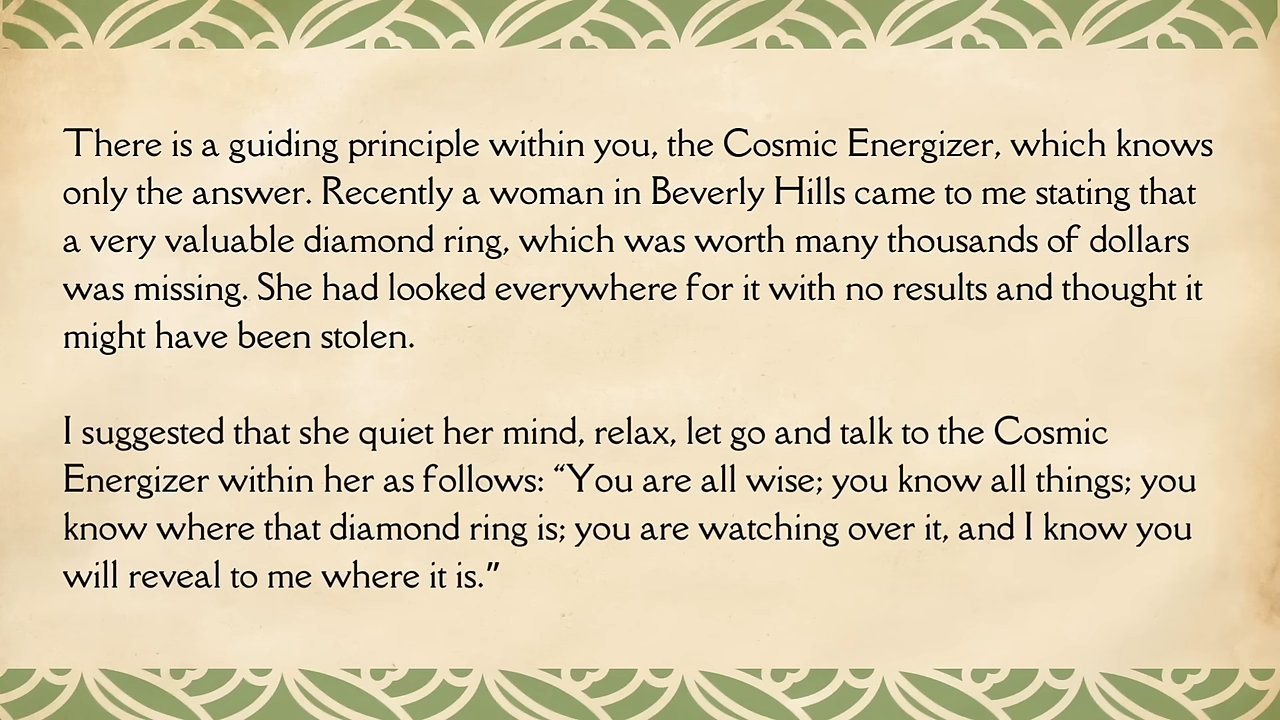 There is a guiding principle within you, the Cosmic Energizer, which knows
only the answer. Recently a woman in Beverly Hills came to me stating that
a very valuable diamond ring, which was worth many thousands of dollars
was missing. She had looked everywhere for it with no results and thought it
might have been stolen.
I suggested that she quiet her mind, relax, let go and talk to the Cosmic
Energizer within her as follows: “You are all wise; you know all things; you
know where that diamond ring is; you are watching over it, and I know you
will reveal to me where it is."